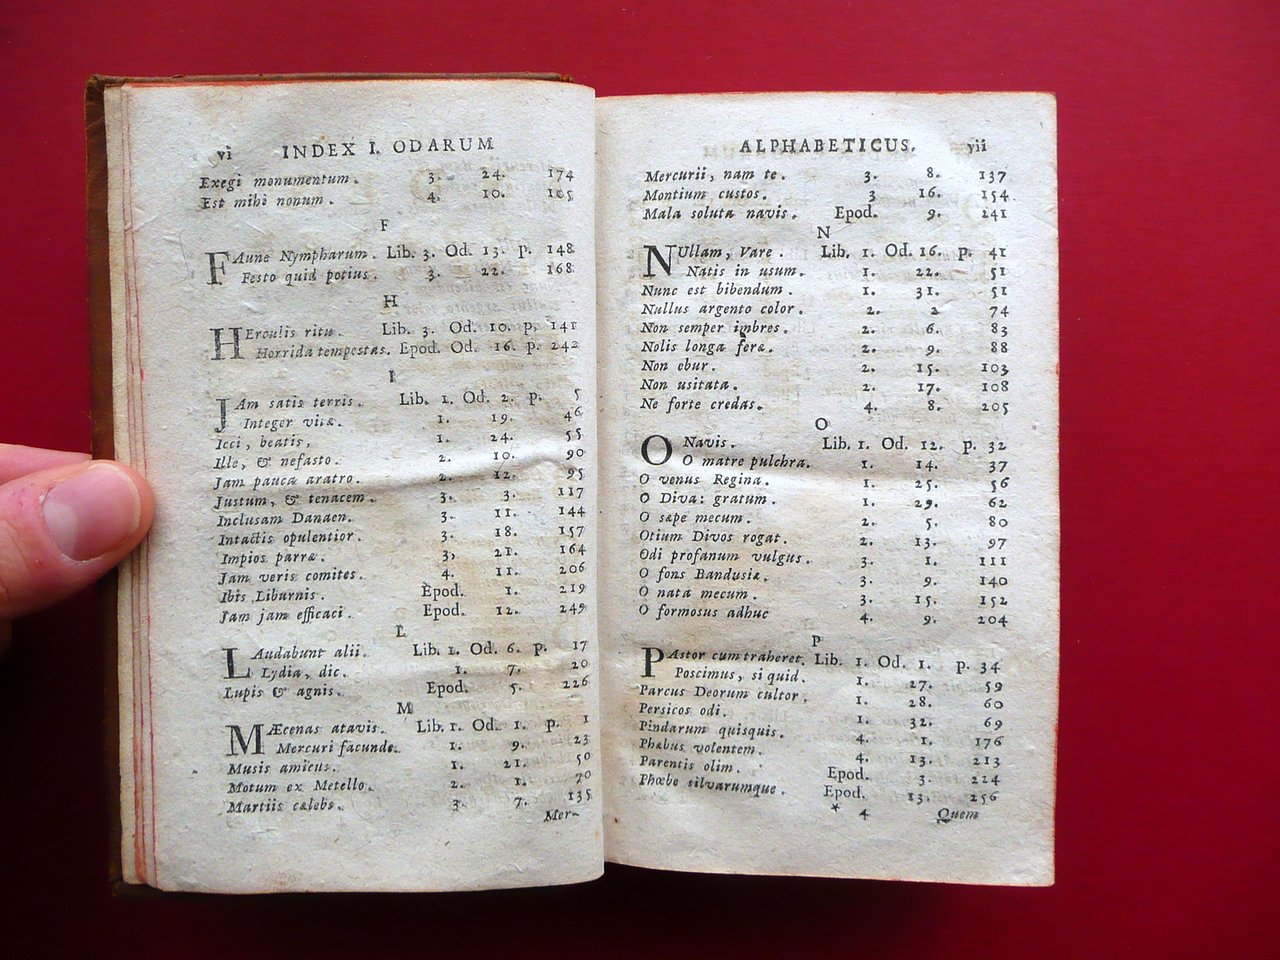 vi INDEX I. ODARUM
Exegi monumentum. 3. 24. 174
Est mihi nonum. 4. 10. 105
F
FAune Nympharum. Lib. 3. Od. 13. p. 148
Festo quid potius. 3. 22. 168
H
HErculis ritu. Lib. 3. Od. 10. p. 141
Horrida tempestas. Epod. Od. 16. p. 242
I
JAm satis terris. Lib. 1. Od. 2. p. 5
Integer vitæ. 1. 19. 46
Icci, beatis, 1. 24. 55
Ille, & nefasto. 2. 10. 90
Jam pauca aratro. 2. 12. 95
Justum, & tenacem. 3. 3. 117
Inclusam Danaen. 3. 11. 144
Intactis opulentior. 3. 18. 157
Impios parræ. 3. 21. 164
Jam veris comites. 4. 11. 206
Ibis Liburnis. Epod. 1. 219
Jam jam efficaci. Epod. 12. 249
L
LAudabunt alii. Lib. 1. Od. 6. p. 17
Lydia, dic. 1. 7. 20
Lupis & agnis. Epod. 5. 226
M
MÆcenas atavis. Lib. 1. Od. 1. p. 1
Mercuri facunde. 1. 9. 23
Musis amicus. 1. 21. 50
Motum ex Metello. 2. 1. 70
Martiis cælebs. 3. 7. 135
Mer-
ALPHABETICUS. vii
Mercurii, nam te. 3. 8. 137
Montium custos. 3 16. 154
Mala soluta navis. Epod. 9. 241
N
NUllam, Vare. Lib. 1. Od. 16. p. 41
Natis in usum. 1. 22. 51
Nunc est bibendum. 1. 31. 51
Nullus argento color. 2. 2 74
Non semper imbres. 2. 6. 83
Nolis longa feræ. 2. 9. 88
Non ebur. 2. 15. 103
Non usitata. 2. 17. 108
Ne forte credas. 4. 8. 205
O
O Navis. Lib. 1. Od. 12. p. 32
O matre pulchra. 1. 14. 37
O venus Regina. 1. 25. 56
O Diva: gratum. 1. 29. 62
O sæpe mecum. 2. 5. 80
Otium Divos rogat. 2. 13. 97
Odi profanum vulgus. 3. 1. 111
O fons Bandusiæ. 3. 9. 140
O nata mecum. 3. 15. 152
O formosus adhuc 4. 9. 204
P
PAstor cum traheret. Lib. 1. Od. 1. p. 34
Poscimus, si quid. 1. 27. 59
Parcus Deorum cultor. 1. 28. 60
Persicos odi. 1. 32. 69
Pindarum quisquis. 4. 1. 176
Phæbus volentem. 4. 13. 213
Parentis olim. Epod. 3. 224
Phœbe silvarumque. Epod. 13. 256
* 4 Quem